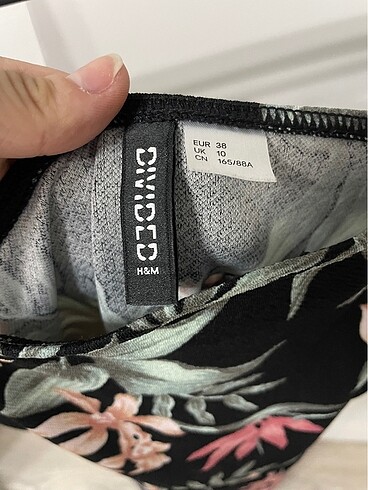 DIVIDED
H&M
EUR 38
UK 10
CN 165/88A